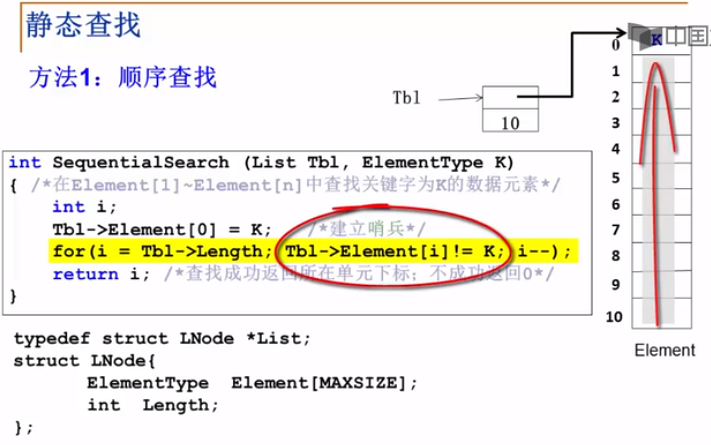 静态查找
方法1：顺序查找
int SequentialSearch (List Tbl, ElementType K)
{ /*在Element[1]~Element[n]中查找关键字为K的数据元素*/
int i;
Tbl->Element[0] = K; /*建立哨兵*/
for(i = Tbl->Length; Tbl->Element[i]!= K; i--);
return i; /*查找成功返回所在单元下标；不成功返回0*/
}
typedef struct LNode *List;
struct LNode{
ElementType Element[MAXSIZE];
int Length;
};
Tbl
10
K
中国
0
1
2
3
4
5
6
7
8
9
10
Element